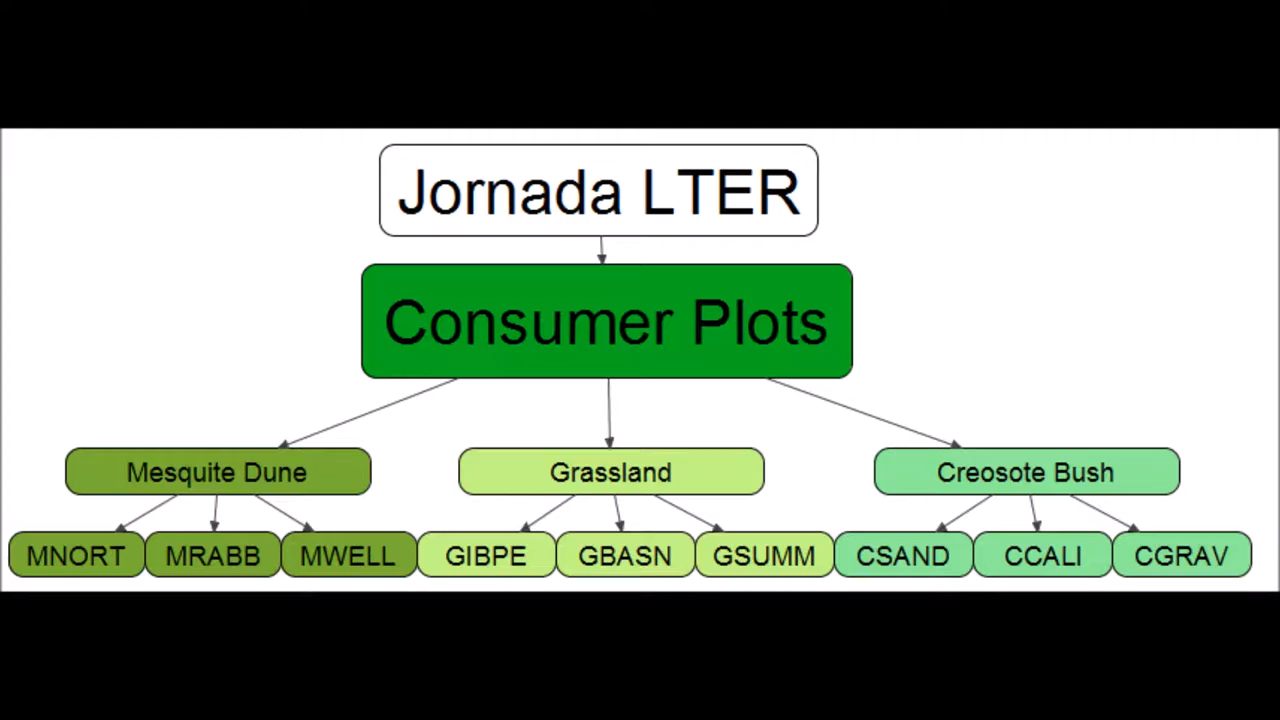 Jornada LTER
Consumer Plots
Mesquite Dune
Grassland
Creosote Bush
MNORT
MRABB
MWELL
GIBPE
GBASN
GSUMM
CSAND
CCALI
CGRAV